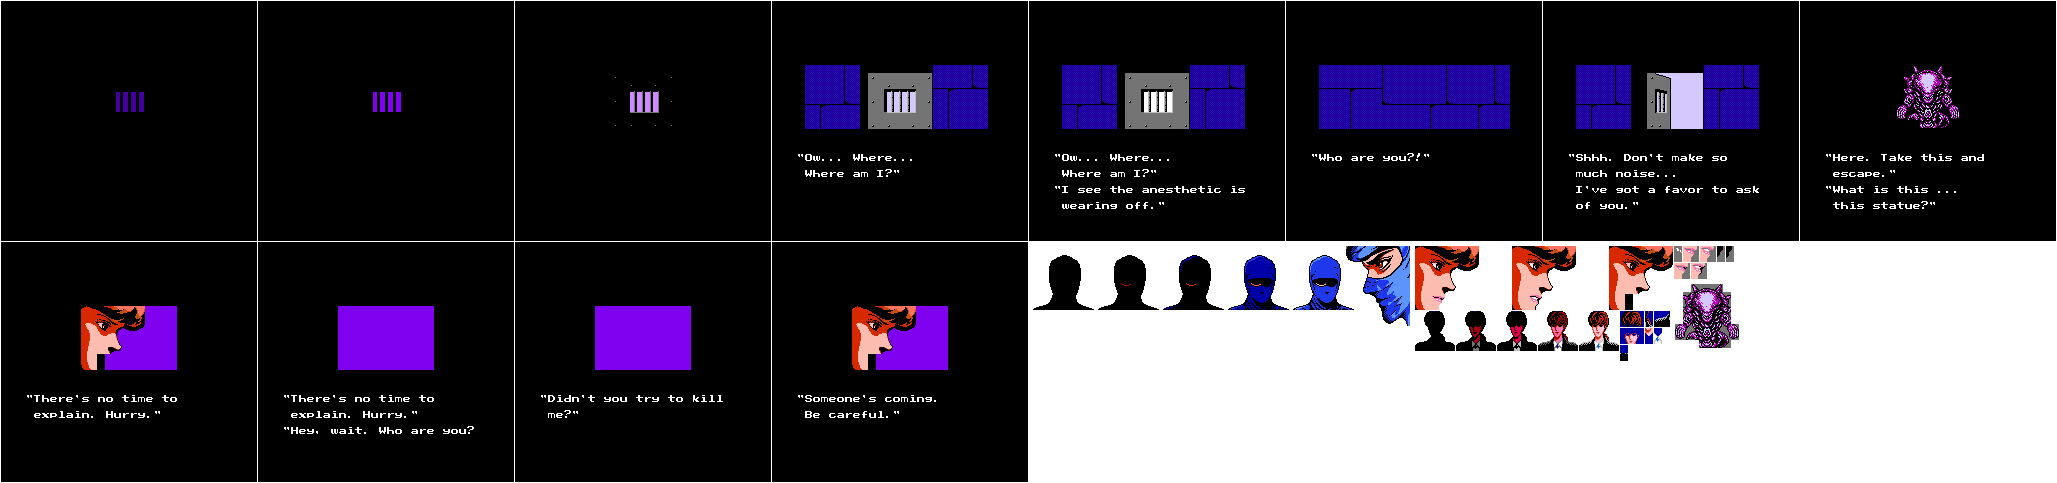 "Ow... Where...
Where am I?"
"Ow... Where...
Where am I?"
"I see the anesthetic is
wearing off."
"Who are you?!"
"Shhh. Don't make so
much noise...
I've got a favor to ask
of you."
"Here. Take this and
escape."
"What is this ...
this statue?"
"There's no time to
explain. Hurry."
"There's no time to
explain. Hurry."
"Hey, wait. Who are you?
"Didn't you try to kill
me?"
"Someone's coming.
Be careful."